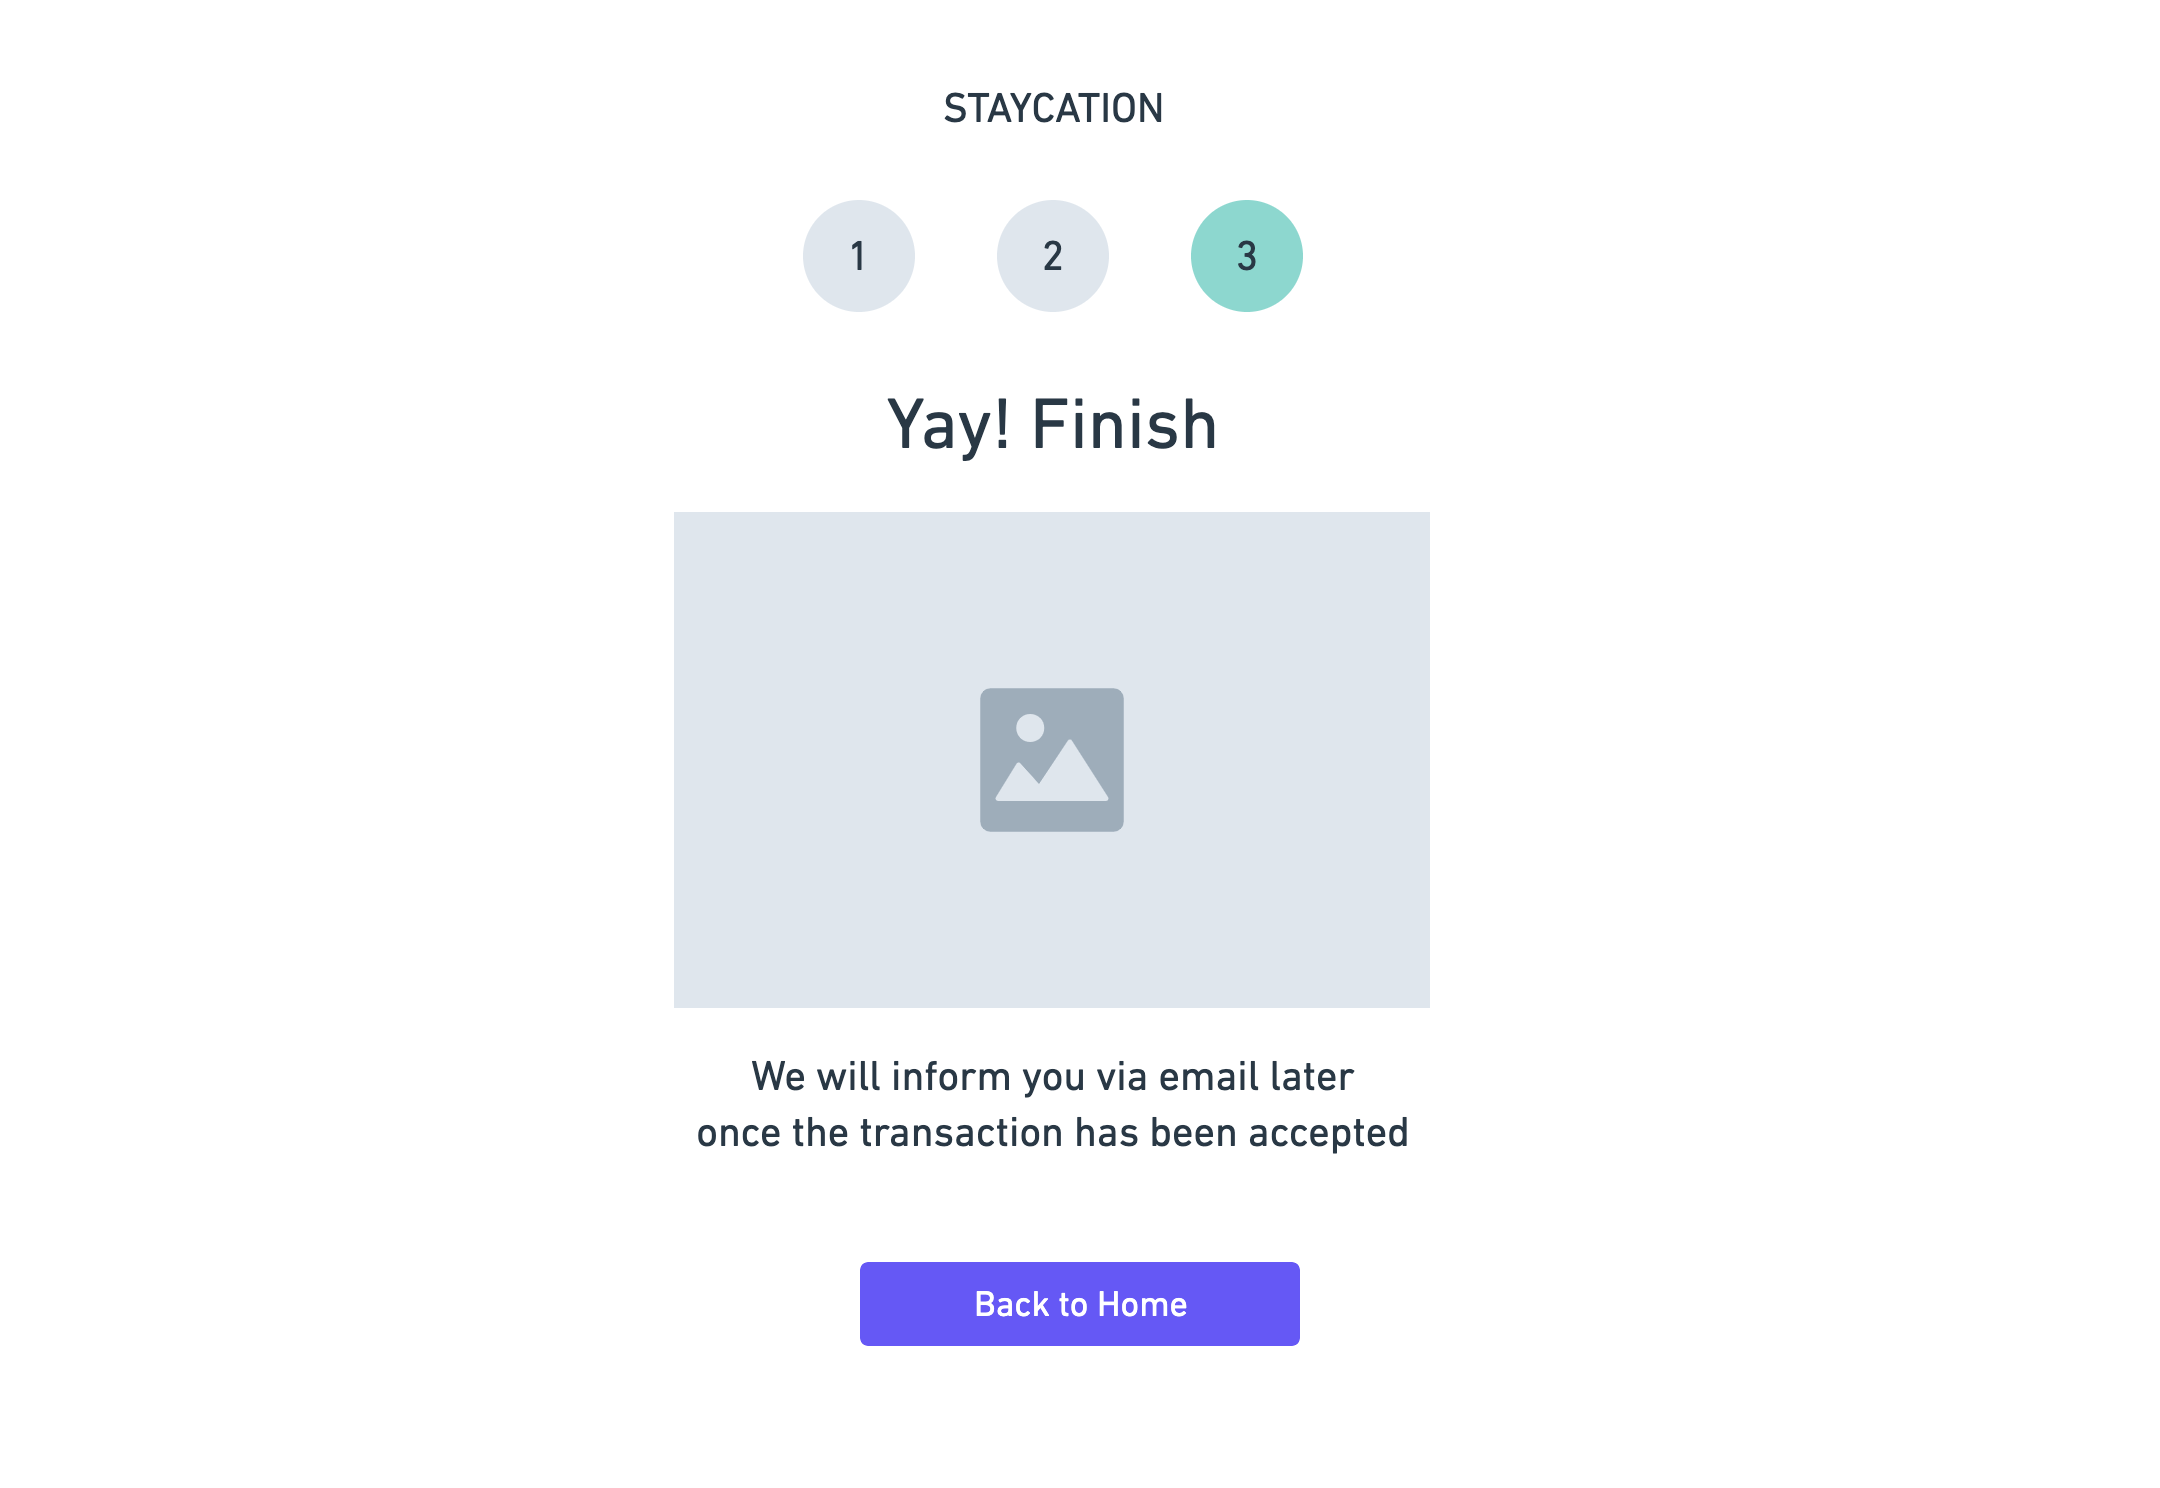 STAYCATION
1 2 3
Yay! Finish
We will inform you via email later
once the transaction has been accepted
Back to Home